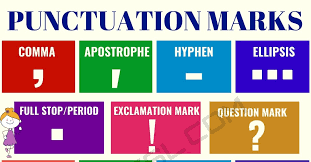 PUNCTUATION MARKS
COMMA APOSTROPHE HYPHEN ELLIPSIS
, ' - ...
FULL STOP/PERIOD EXCLAMATION MARK QUESTION MARK
. ! ?